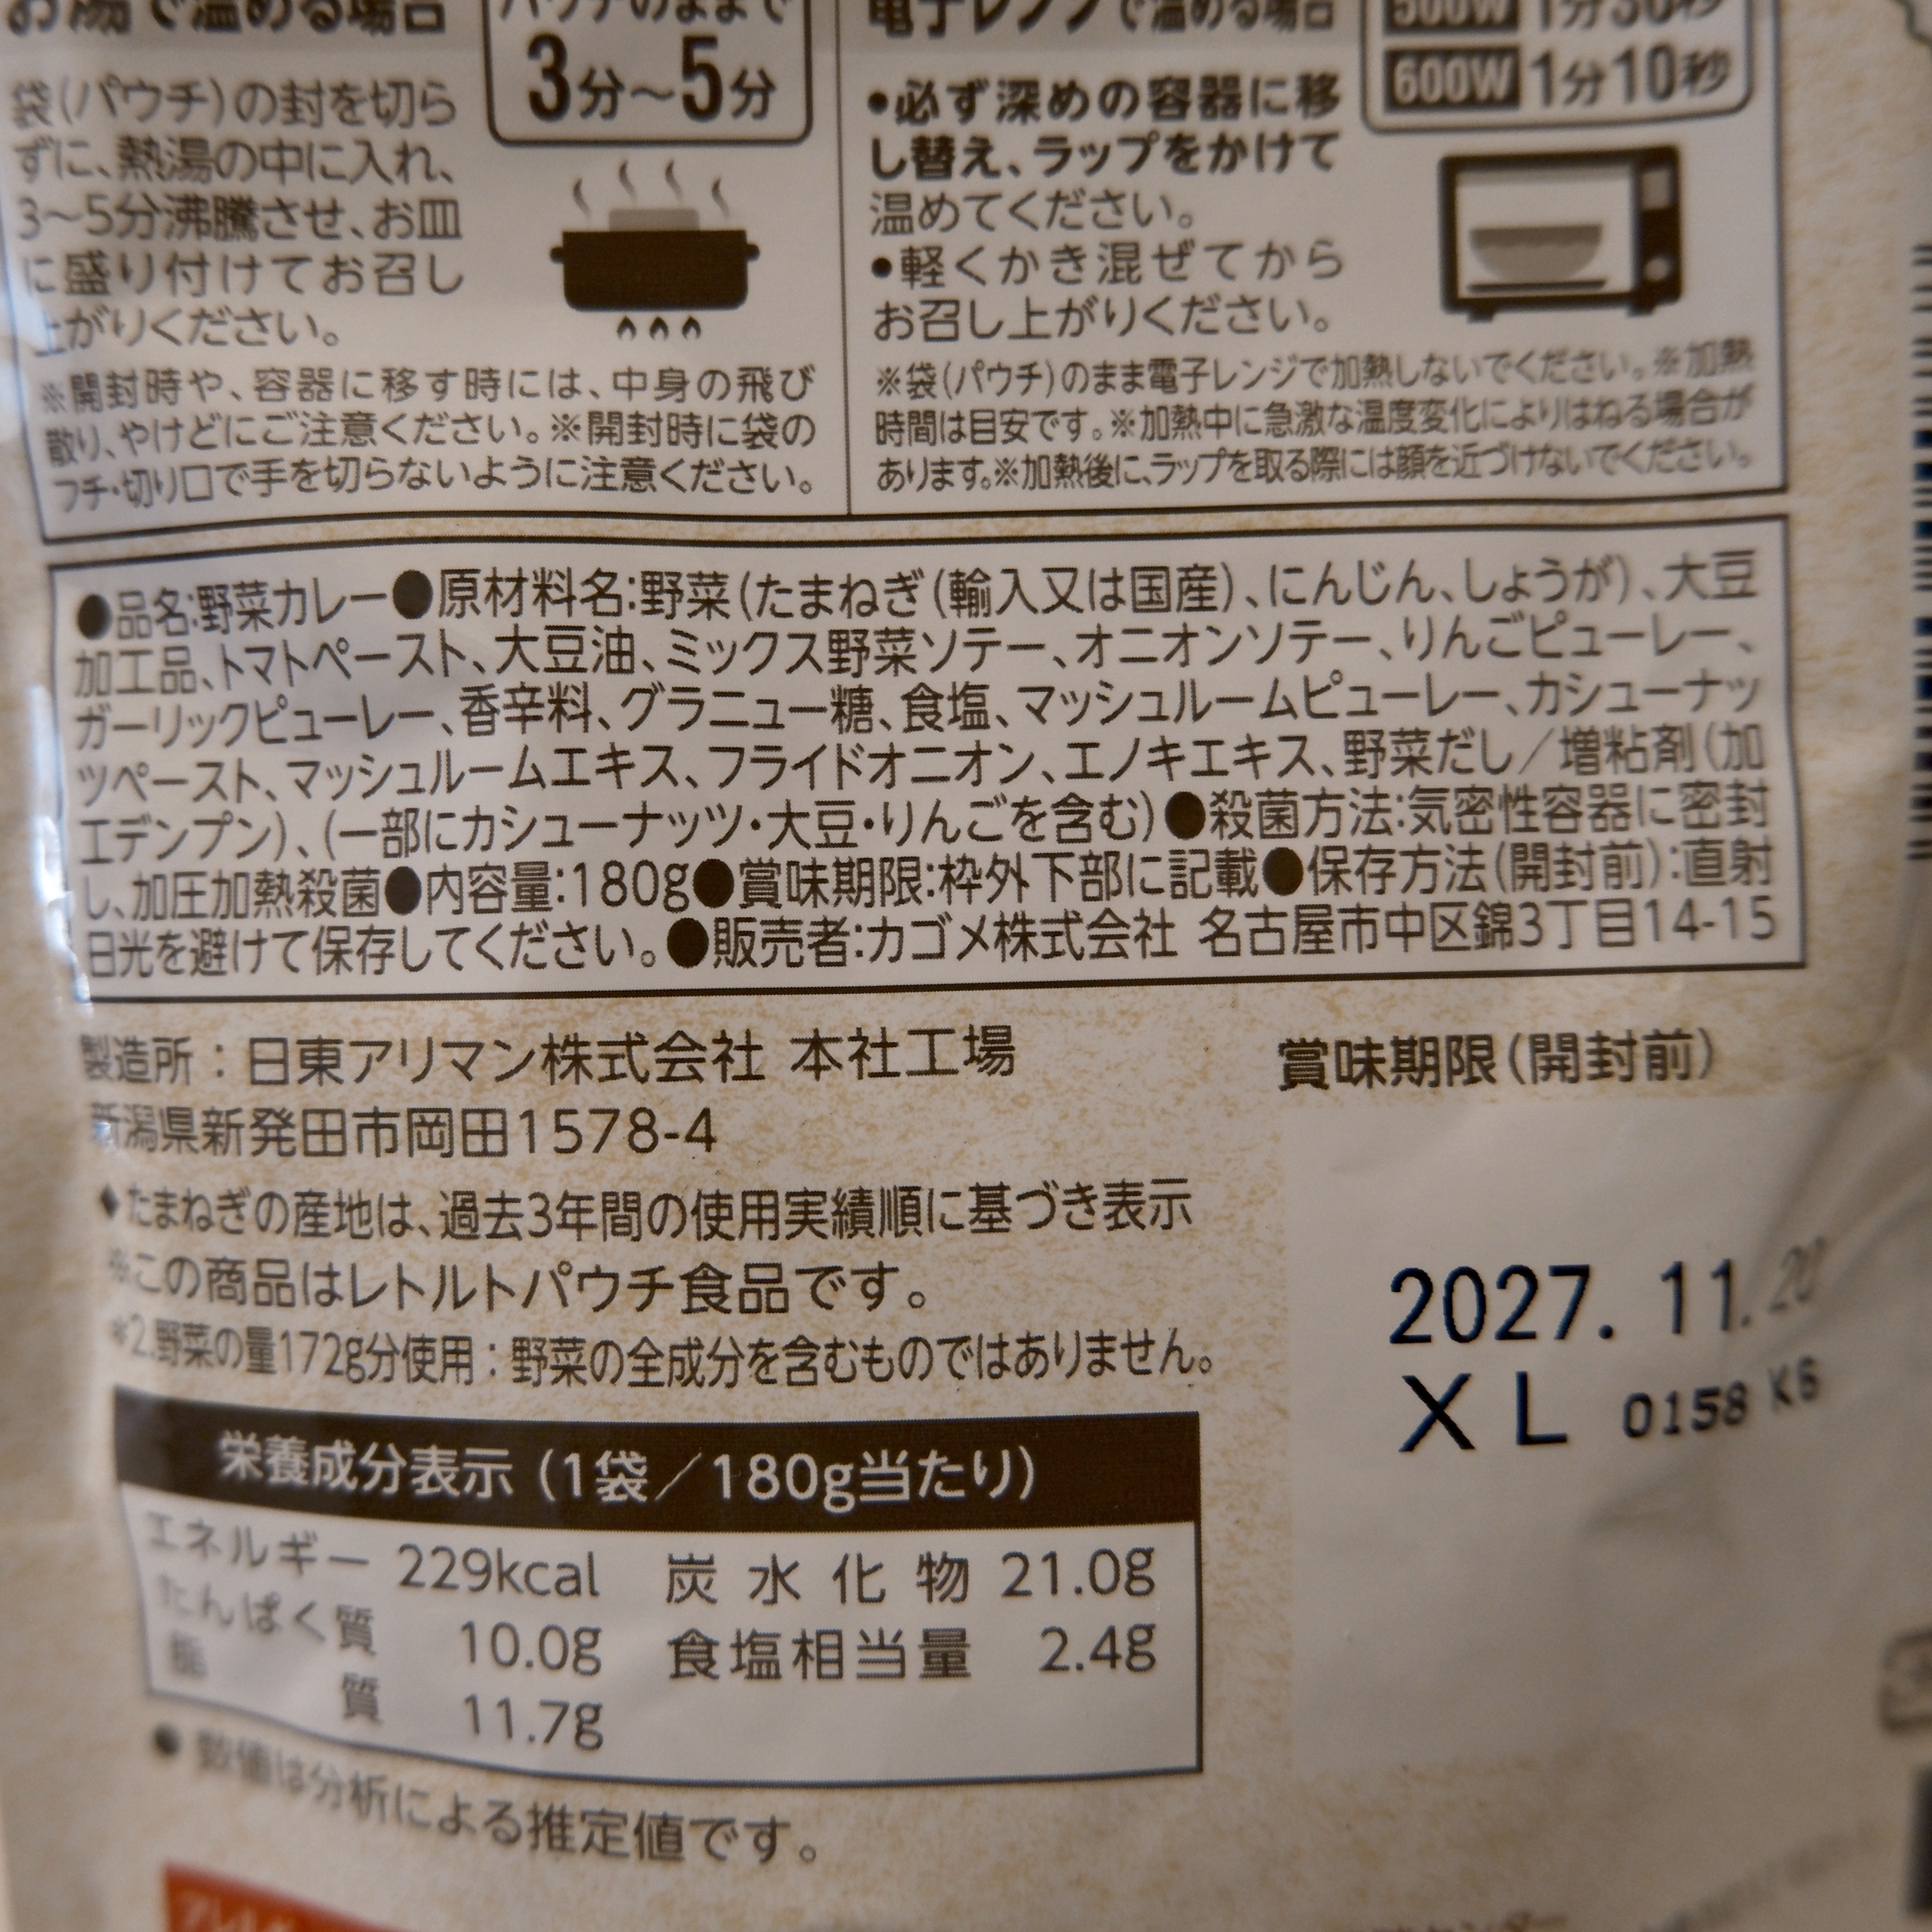 お湯で温める場合
パウチのままで
3分～5分
袋(パウチ)の封を切ら
ずに、熱湯の中に入れ、
3～5分沸騰させ、お皿
に盛り付けてお召し
上がりください。
※開封時や、容器に移す時には、中身の飛び
散り、やけどにご注意ください。※開封時に袋の
フチ・切り口で手を切らないように注意ください。
電子レンジで温める場合
500W 1分30秒
600W 1分10秒
●必ず深めの容器に移
し替え、ラップをかけて
温めてください。
●軽くかき混ぜてから
お召し上がりください。
※袋(パウチ)のまま電子レンジで加熱しないでください。※加熱
時間は目安です。※加熱中に急激な温度変化によりはねる場合が
あります。※加熱後に、ラップを取る際には顔を近づけないでください。
●品名:野菜カレー●原材料名:野菜(たまねぎ(輸入又は国産)、にんじん、しょうが)、大豆
加工品、トマトペースト、大豆油、ミックス野菜ソテー、オニオンソテー、りんごピューレー、
ガーリックピューレー、香辛料、グラニュー糖、食塩、マッシュルームピューレー、カシューナッ
ツペースト、マッシュルームエキス、フライドオニオン、エノキエキス、野菜だし／増粘剤(加
工デンプン)、(一部にカシューナッツ・大豆・りんごを含む)●殺菌方法:気密性容器に密封
し、加圧加熱殺菌●内容量:180g●賞味期限:枠外下部に記載●保存方法(開封前):直射
日光を避けて保存してください。●販売者:カゴメ株式会社 名古屋市中区錦3丁目14-15
製造所：日東アリマン株式会社 本社工場
新潟県新発田市岡田1578-4
◆たまねぎの産地は、過去3年間の使用実績順に基づき表示
※この商品はレトルトパウチ食品です。
*2.野菜の量172g分使用：野菜の全成分を含むものではありません。
賞味期限(開封前)
2027. 11. 20
XL 0158 K6
栄養成分表示(1袋／180g当たり)
エネルギー 229kcal 炭水化物 21.0g
たんぱく質 10.0g 食塩相当量 2.4g
脂質 11.7g
●数値は分析による推定値です。